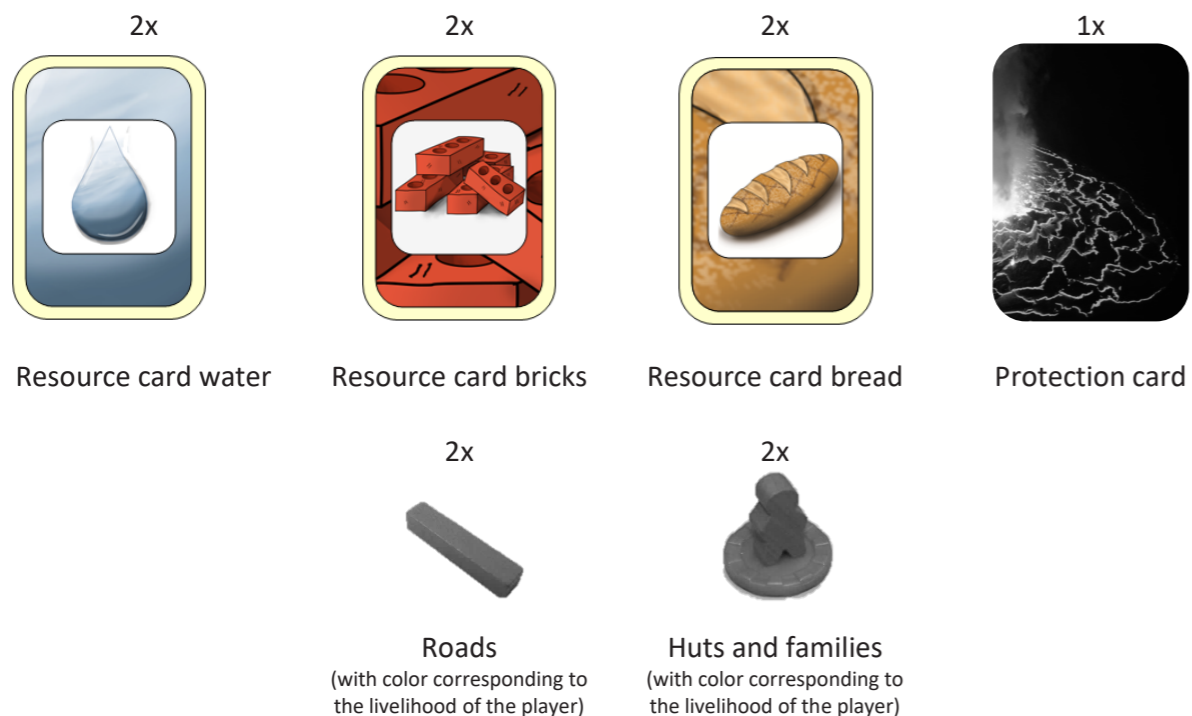 2x
2x
2x
1x
Resource card water
Resource card bricks
Resource card bread
Protection card
2x
2x
Roads
(with color corresponding to
the livelihood of the player)
Huts and families
(with color corresponding to
the livelihood of the player)